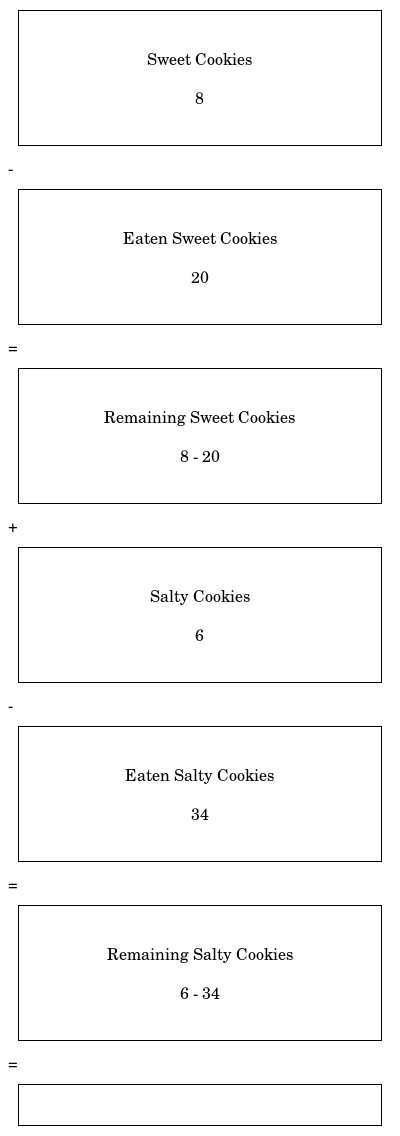 Sweet Cookies
8
-
Eaten Sweet Cookies
20
=
Remaining Sweet Cookies
8 - 20
+
Salty Cookies
6
-
Eaten Salty Cookies
34
=
Remaining Salty Cookies
6 - 34
=